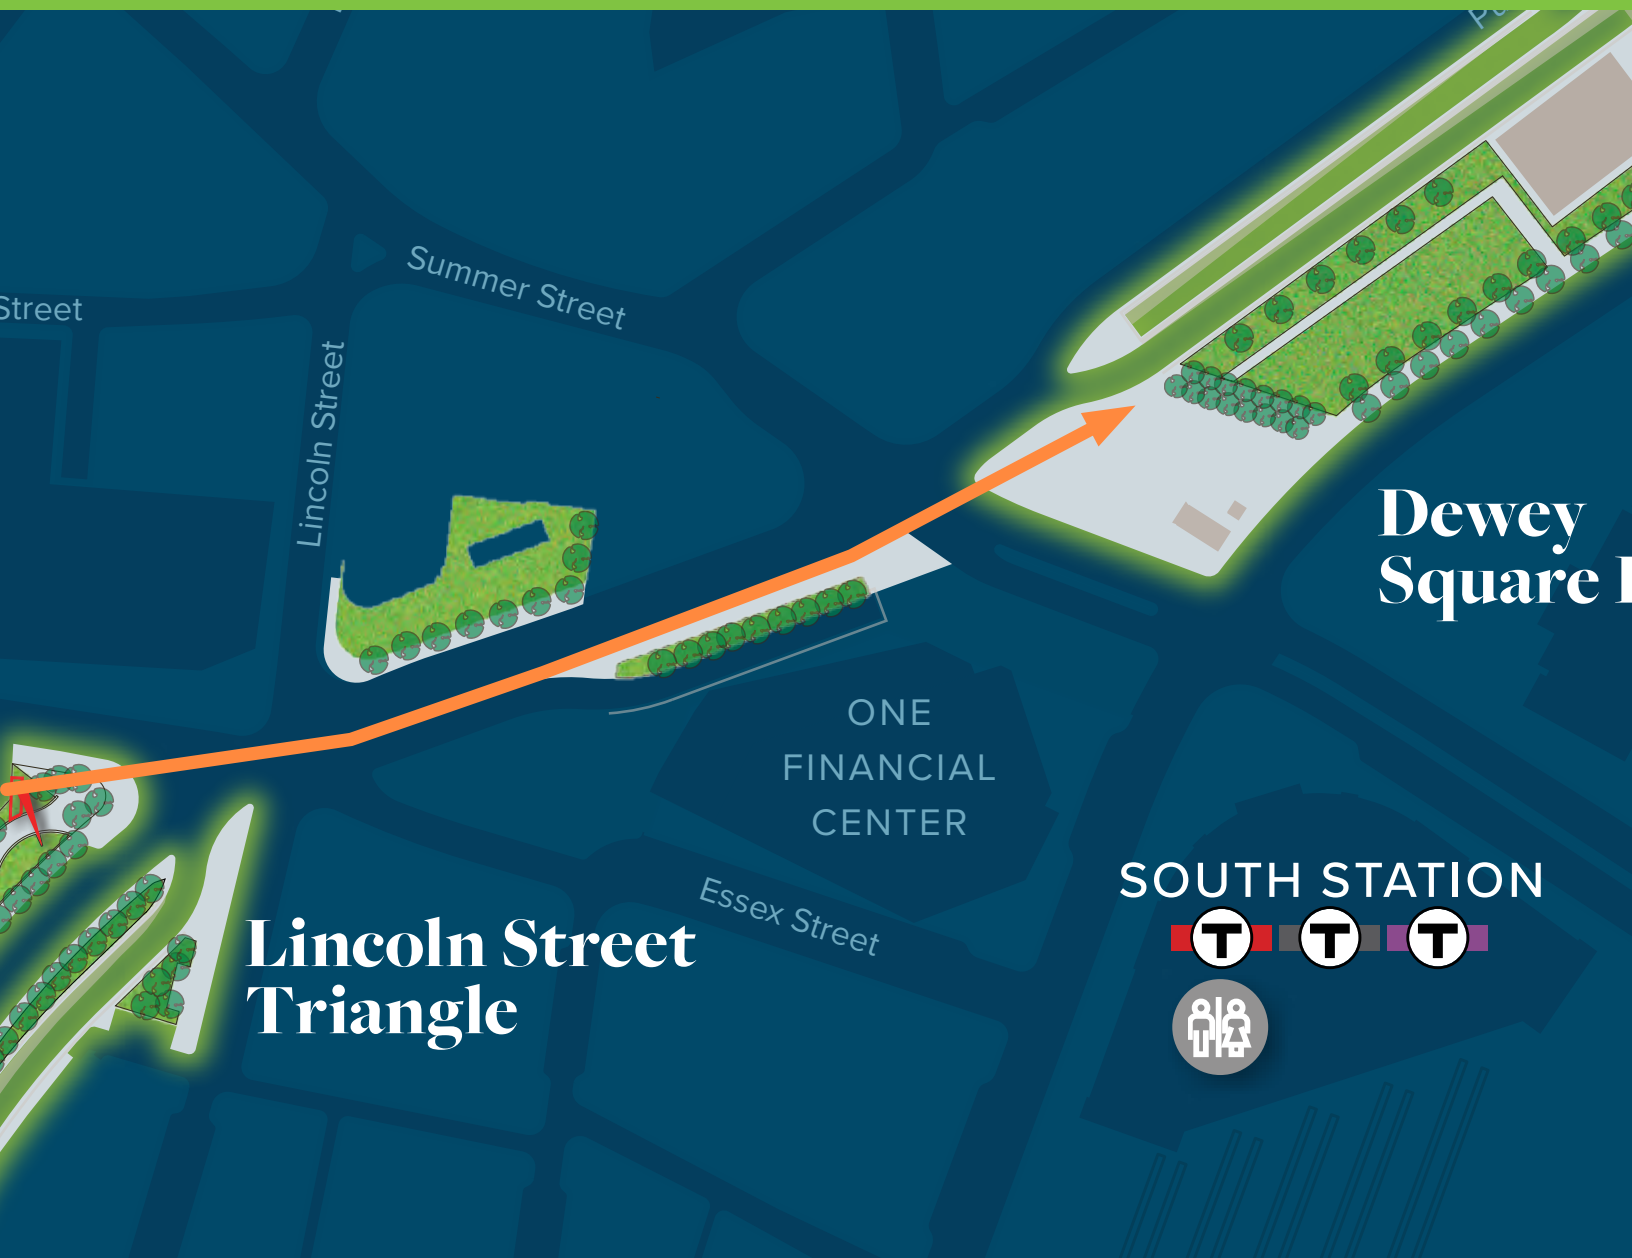 Summer Street
Street
Lincoln Street
Dewey
Square
ONE
FINANCIAL
CENTER
SOUTH STATION
T T T
Essex Street
Lincoln Street
Triangle